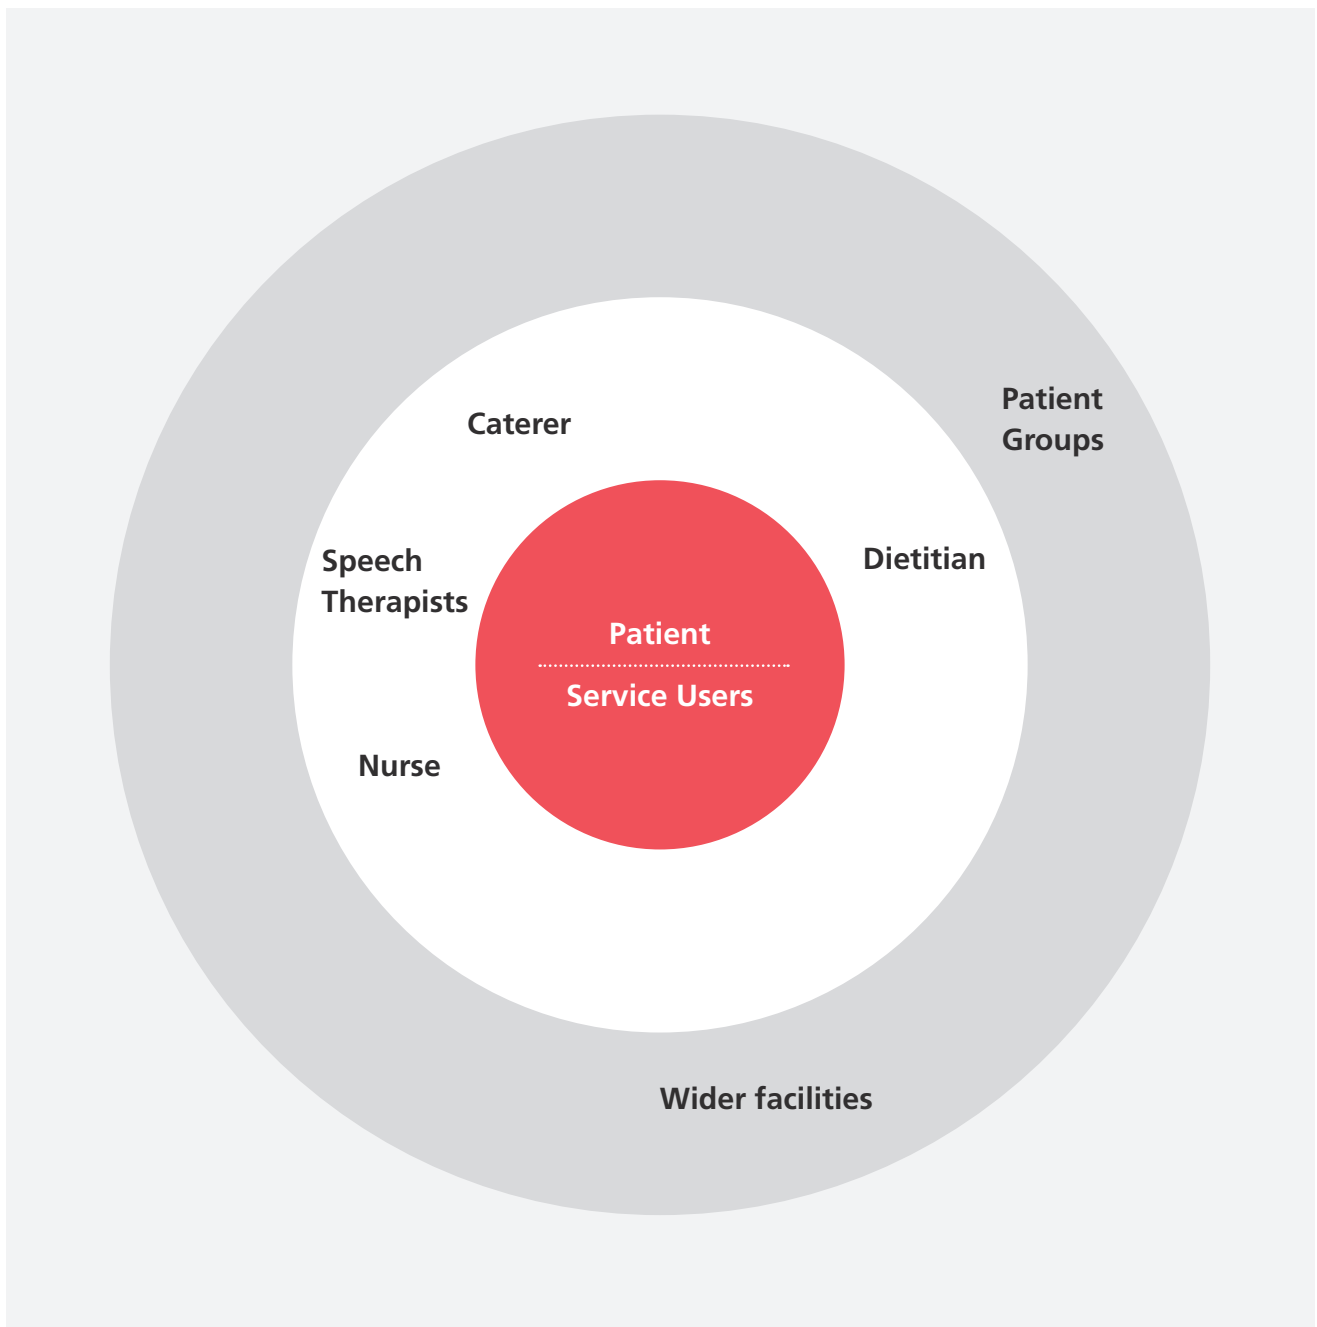 Patient
Groups
Caterer
Dietitian
Speech
Therapists
Patient
Service Users
Nurse
Wider facilities